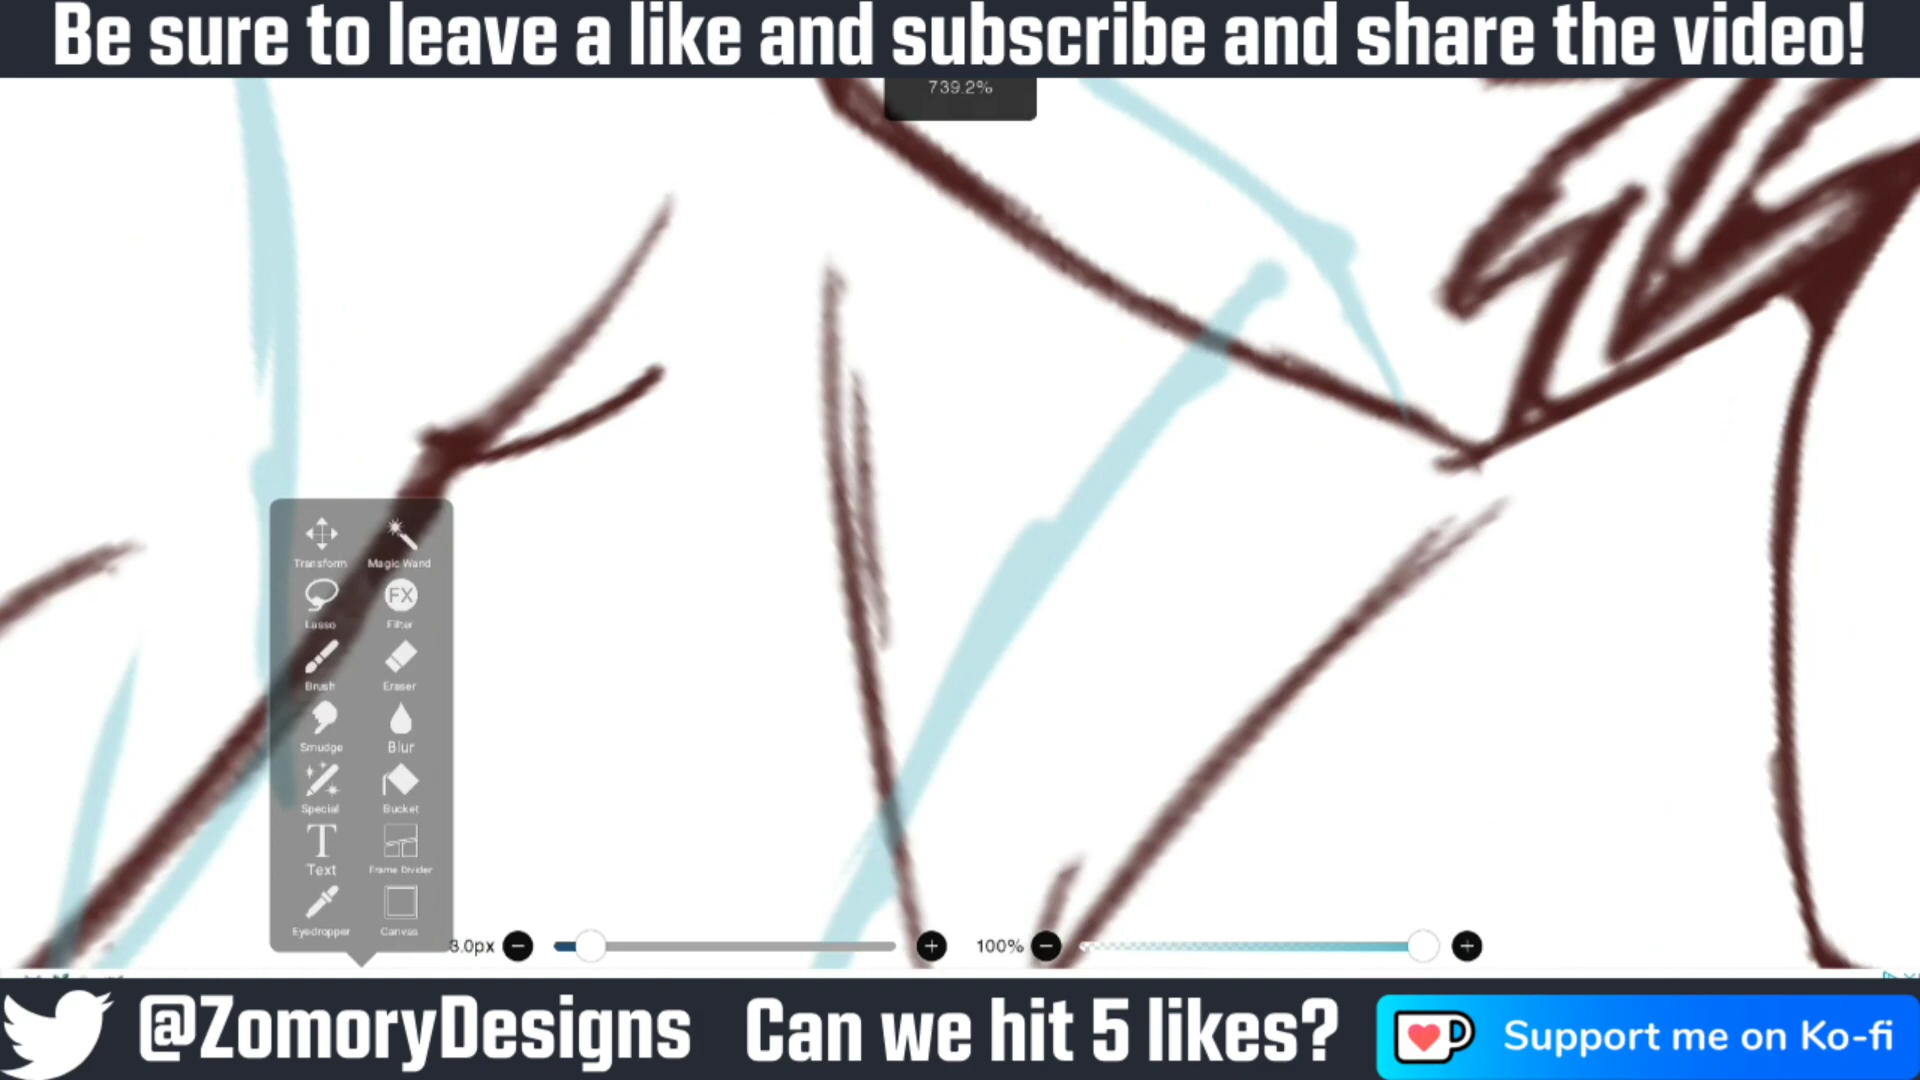 Be sure to leave a like and subscribe and share the video!
739.2%
Transform Magic Wand
Lasso Filter
FX
Brush Eraser
Smudge Blur
Special Bucket
T
Text Frame Divider
Eyedropper Canvas
3.0px
100%
@ZomoryDesigns Can we hit 5 likes? Support me on Ko-fi